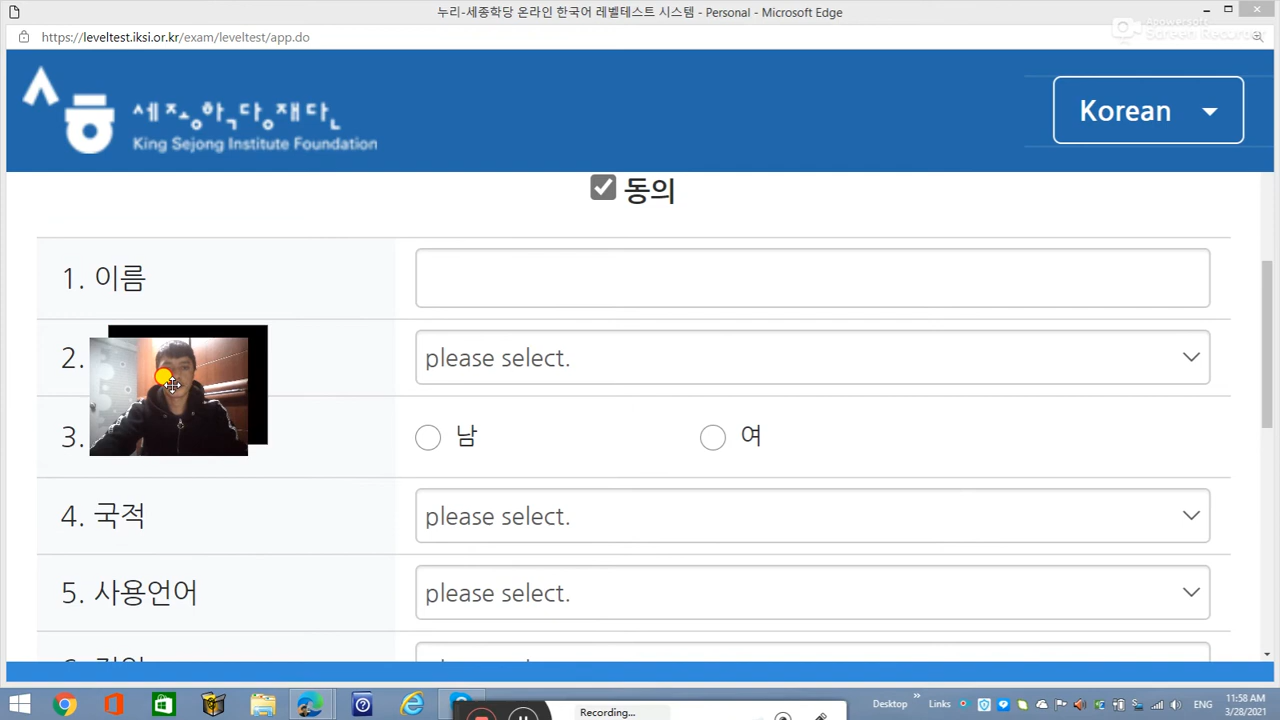 누리-세종학당 온라인 한국어 레벨테스트 시스템 - Personal - Microsoft Edge
https://leveltest.iksi.or.kr/exam/leveltest/app.do
Apowersoft
Screen Recorder
세종학당재단
King Sejong Institute Foundation
Korean
동의
1. 이름
2.
please select.
3.
남
여
4. 국적
please select.
5. 사용언어
please select.
Desktop
Links
ENG
11:58 AM
3/28/2021
Recording...